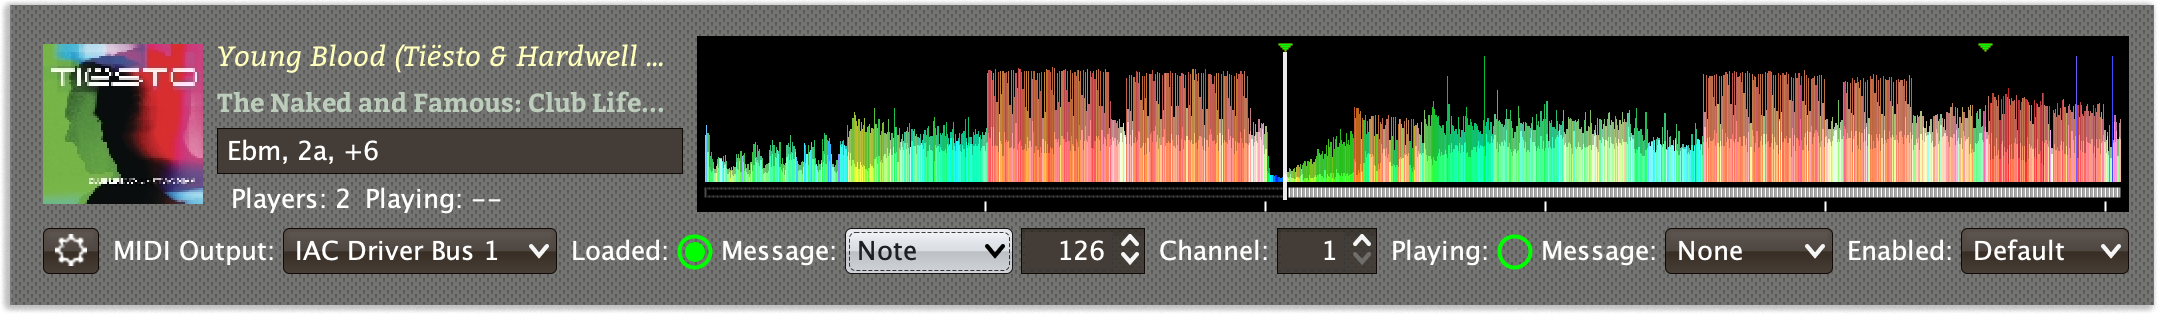 TIËSTO
Young Blood (Tiësto & Hardwell ...
The Naked and Famous: Club Life...
Ebm, 2a, +6
Players: 2 Playing: --
MIDI Output: IAC Driver Bus 1 Loaded: Message: Note 126 Channel: 1 Playing: Message: None Enabled: Default